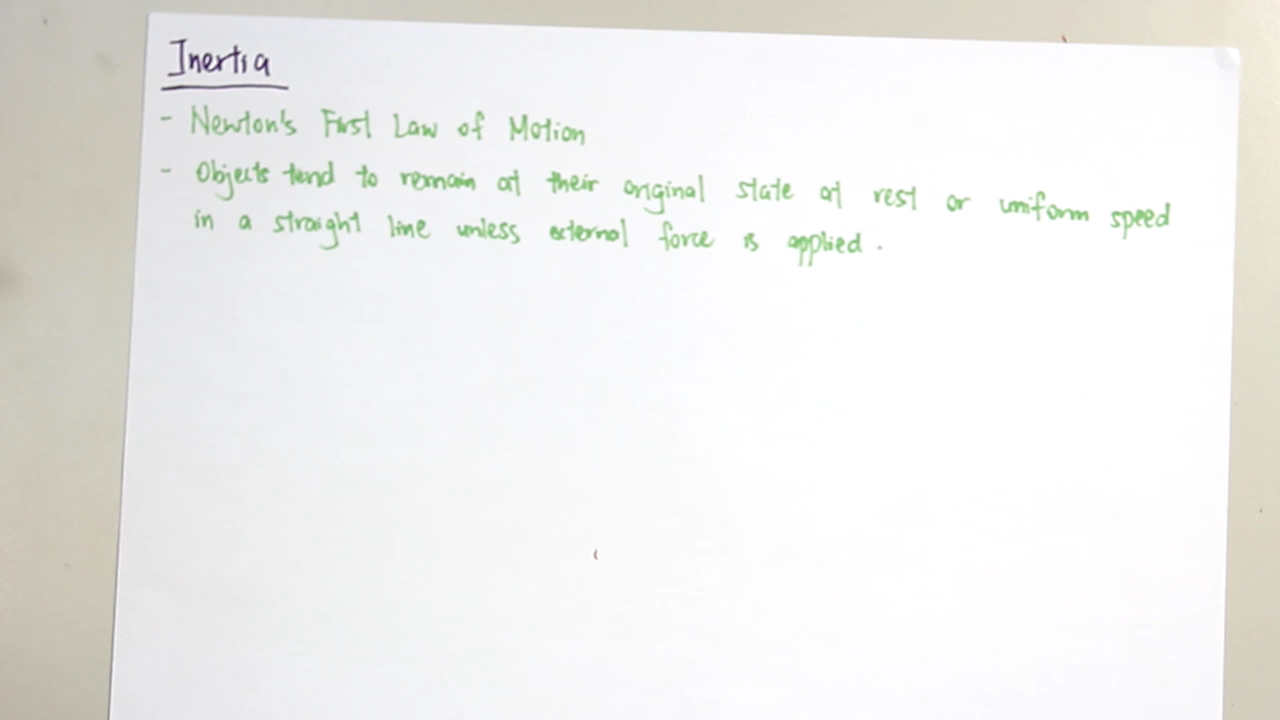 Inertia
- Newton's First Law of Motion
- Objects tend to remain at their original state at rest or uniform speed
in a straight line unless external force is applied.